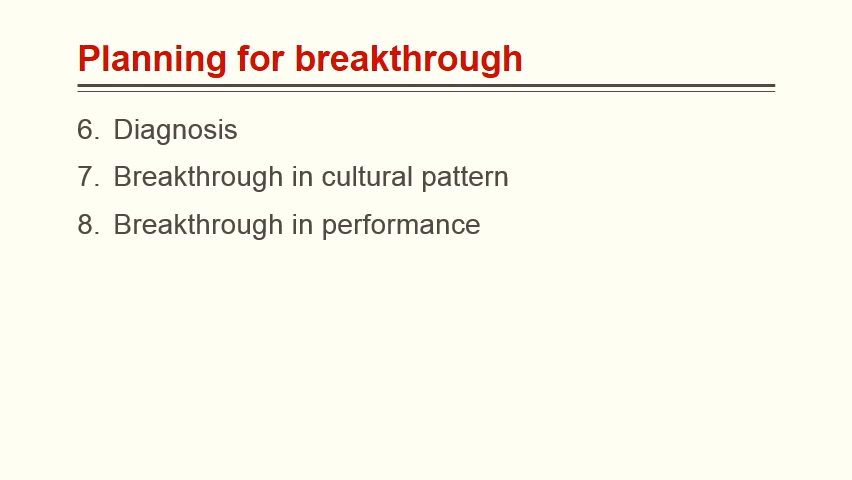 Planning for breakthrough
6. Diagnosis
7. Breakthrough in cultural pattern
8. Breakthrough in performance